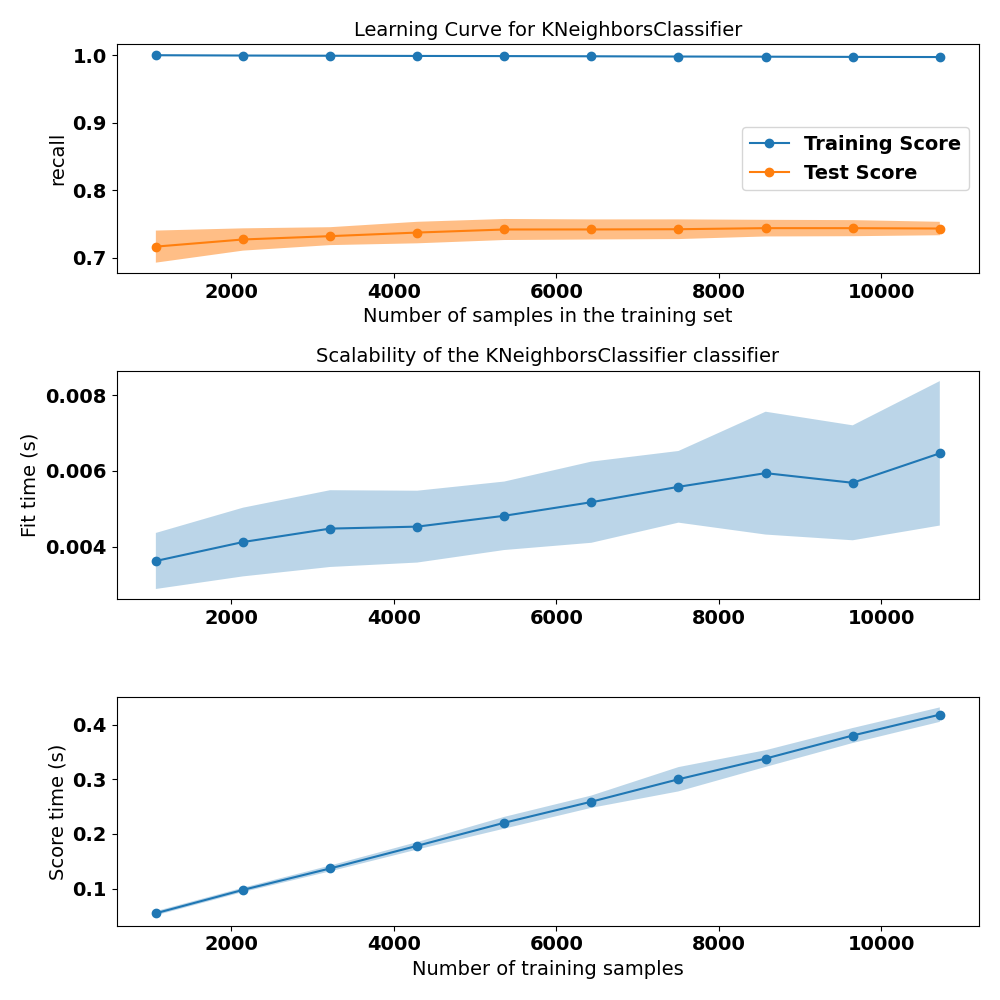 Learning Curve for KNeighborsClassifier
1.0
0.9
0.8
0.7
recall
Training Score
Test Score
2000 4000 6000 8000 10000
Number of samples in the training set
Scalability of the KNeighborsClassifier classifier
0.008
0.006
0.004
Fit time (s)
2000 4000 6000 8000 10000
0.4
0.3
0.2
0.1
Score time (s)
2000 4000 6000 8000 10000
Number of training samples